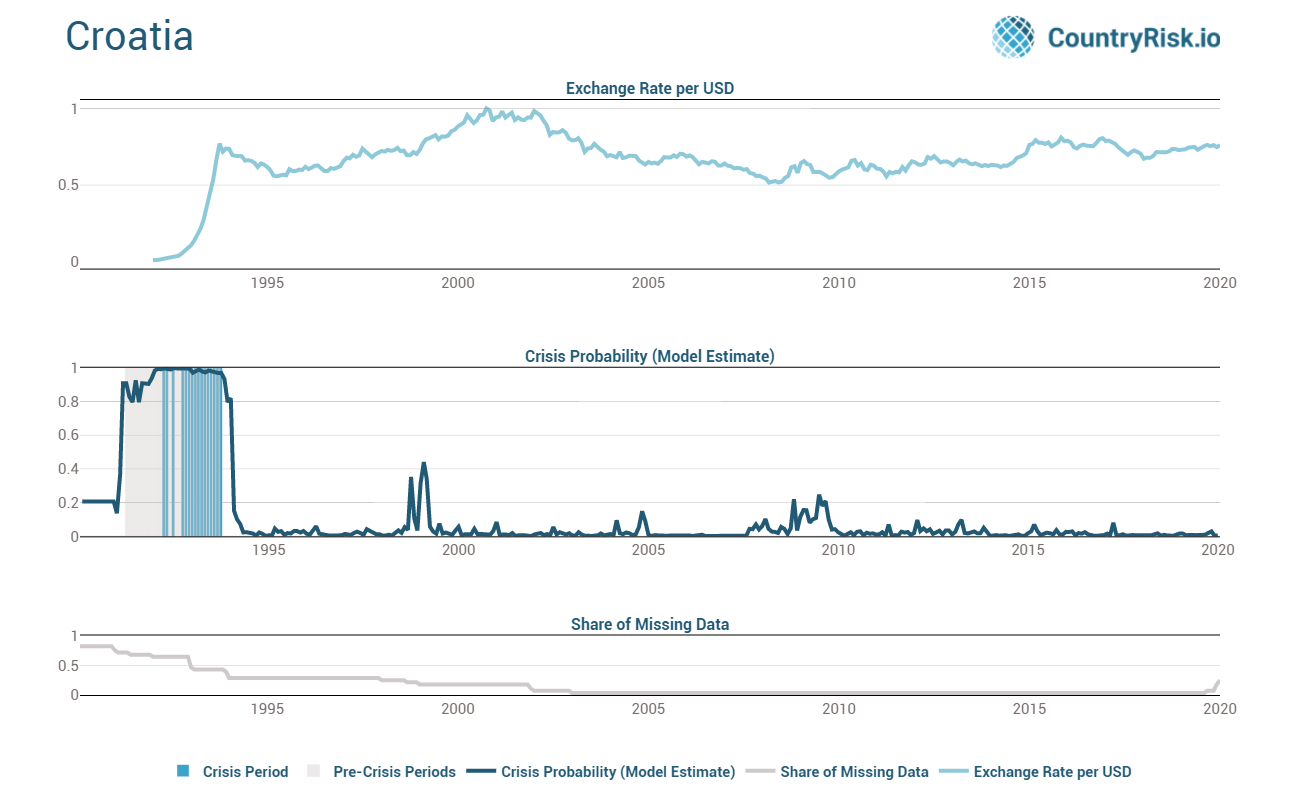 Croatia
CountryRisk.io
Exchange Rate per USD
1
0.5
0
1995 2000 2005 2010 2015 2020
Crisis Probability (Model Estimate)
1
0.8
0.6
0.4
0.2
0
1995 2000 2005 2010 2015 2020
Share of Missing Data
1
0.5
0
1995 2000 2005 2010 2015 2020
Crisis Period Pre-Crisis Periods Crisis Probability (Model Estimate) Share of Missing Data Exchange Rate per USD